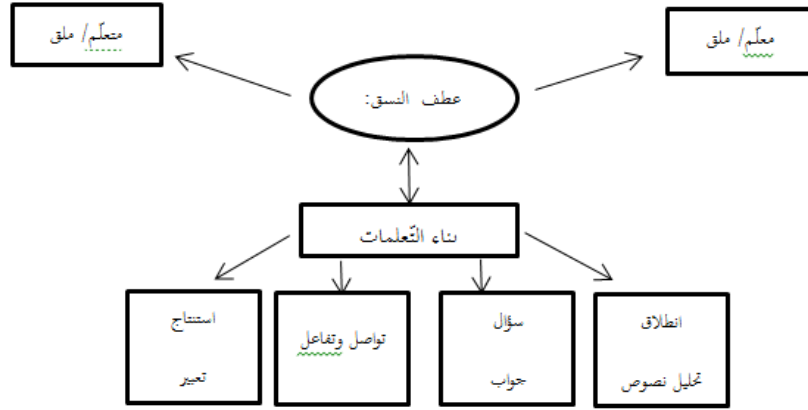 معلّم/ ملق
متعلّم/ ملق
عطف النسق:
بناء التّعلمات
انطلاق
تحليل نصوص
سؤال
جواب
تواصل وتفاعل
استنتاج
تعبير